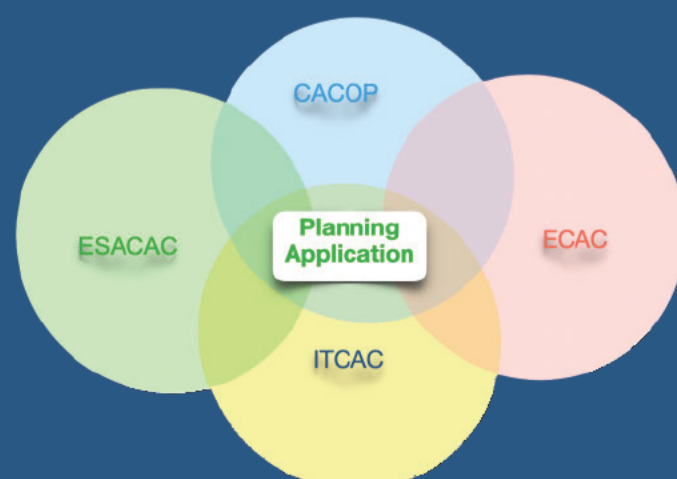 CACOP
Planning
Application
ESACAC
ECAC
ITCAC